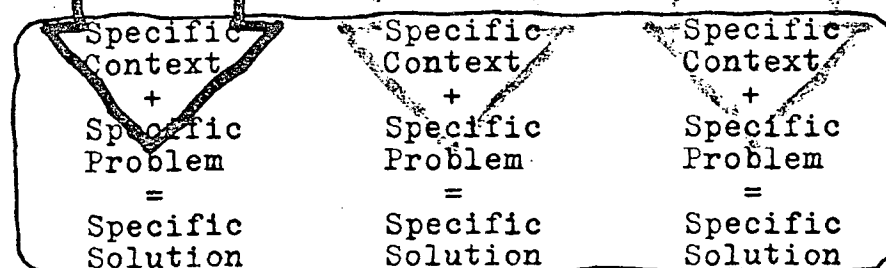 Specific Specific Specific
Context Context Context
+ + +
Specific Specific Specific
Problem Problem Problem
= = =
Specific Specific Specific
Solution Solution Solution